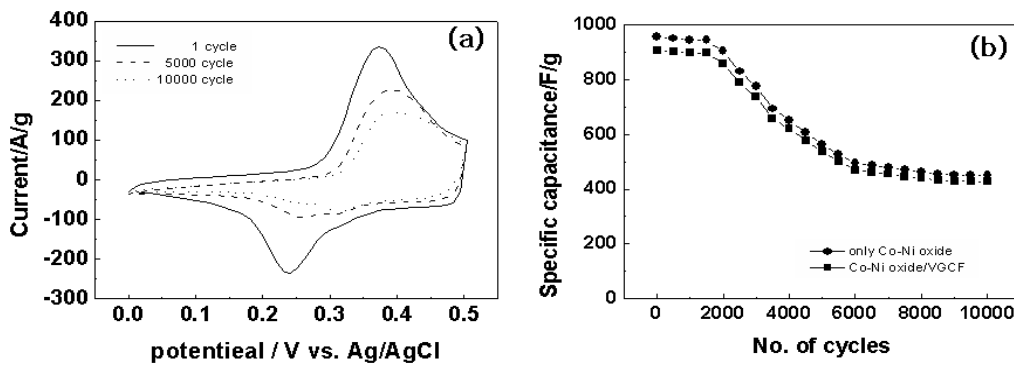 400
300
200
100
0
-100
-200
-300
Current/A/g
(a)
1 cycle
5000 cycle
10000 cycle
0.0 0.1 0.2 0.3 0.4 0.5
potentieal / V vs. Ag/AgCl
1000
800
600
400
200
0
Specific capacitance/F/g
(b)
only Co-Ni oxide
Co-Ni oxide/VGCF
0 2000 4000 6000 8000 10000
No. of cycles